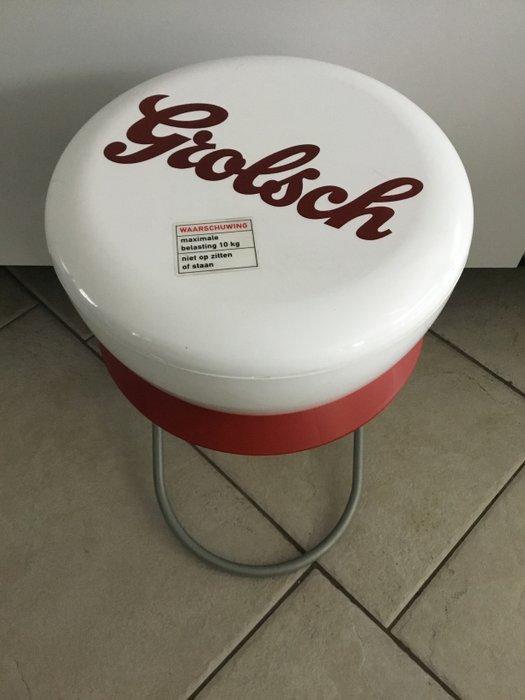 Grolsch
WAARSCHUWING
maximale
belasting 10 kg
niet op zitten
of staan